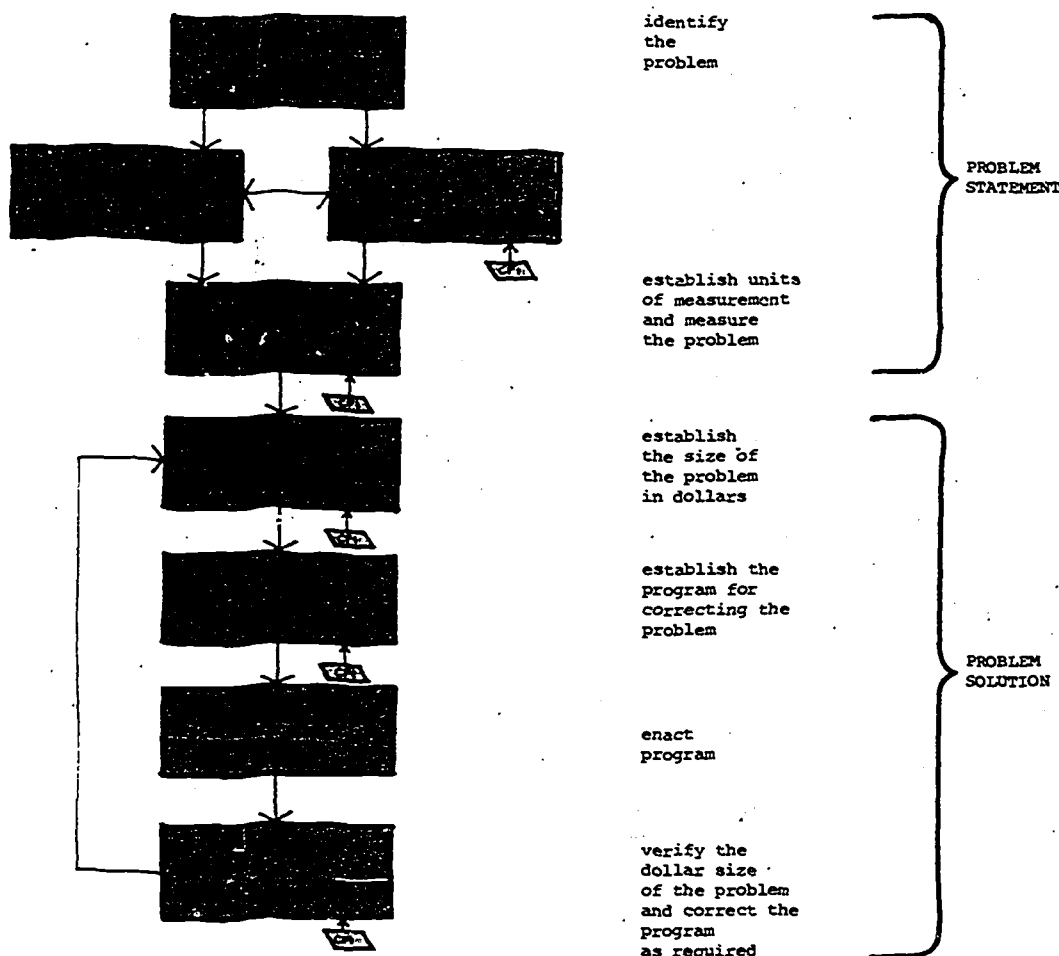 identify
the
problem
PROBLEM
STATEMENT
establish units
of measurement
and measure
the problem
establish
the size of
the problem
in dollars
establish the
program for
correcting the
problem
PROBLEM
SOLUTION
enact
program
verify the
dollar size
of the problem
and correct the
program
as required